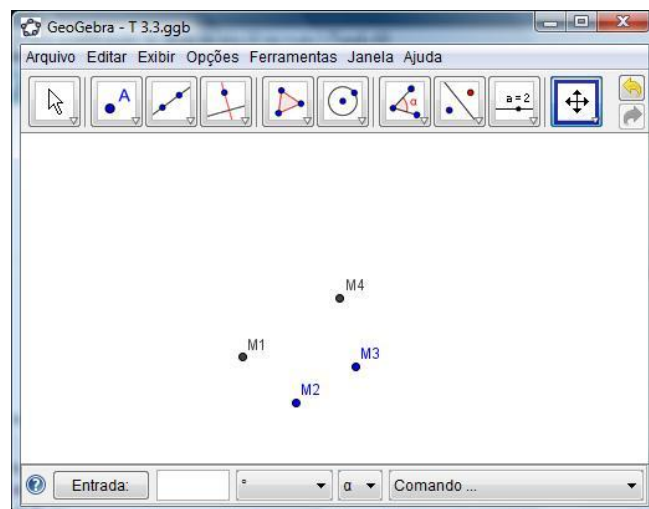 GeoGebra - T 3.3.ggb
Arquivo Editar Exibir Opções Ferramentas Janela Ajuda
A
α
a=2
M4
M1
M3
M2
Entrada: ° α Comando ...